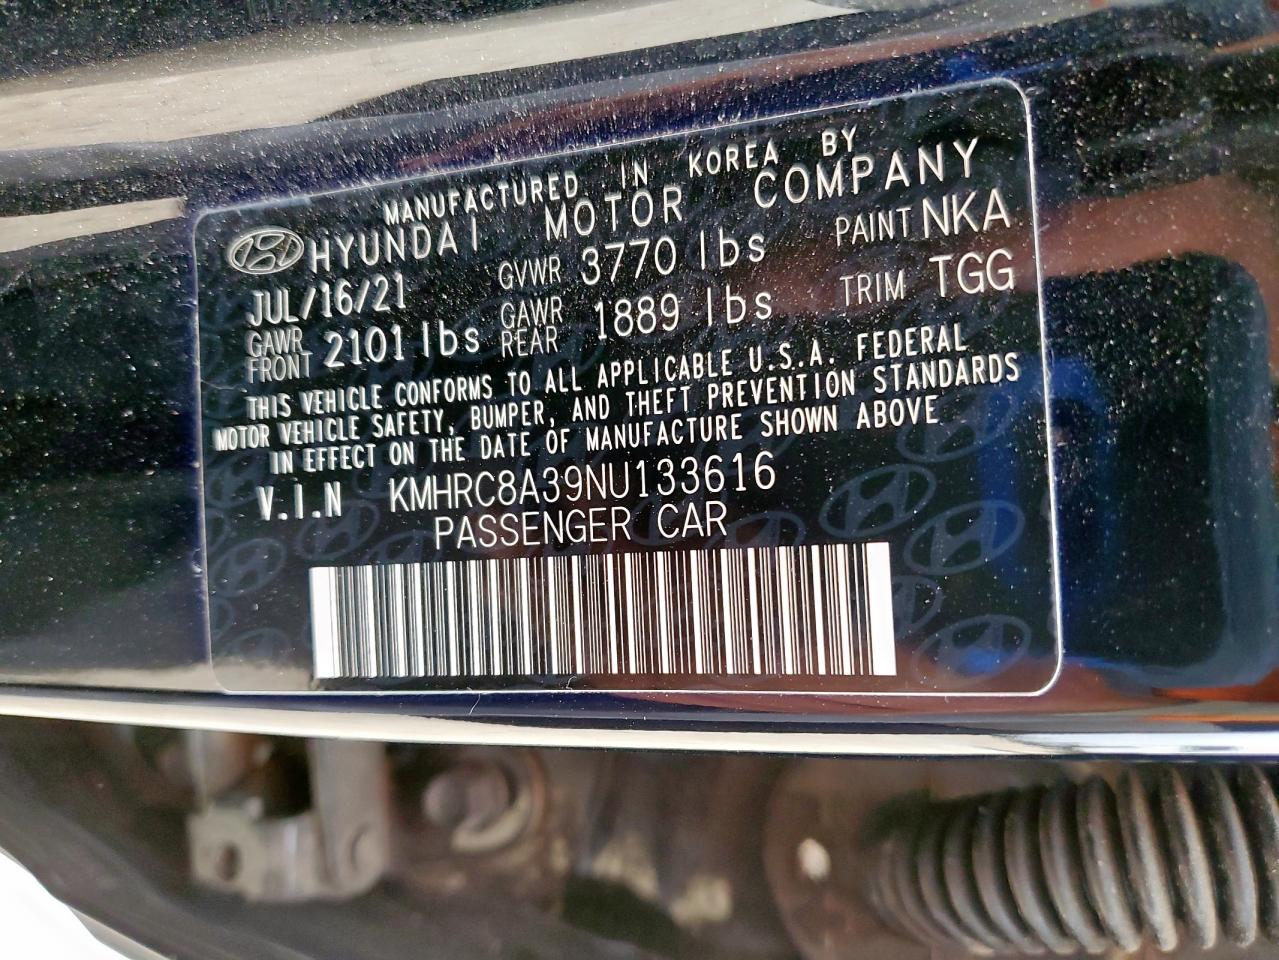 MANUFACTURED IN KOREA BY
HYUNDAI MOTOR COMPANY
JUL/16/21 GVWR 3770 lbs PAINT NKA
GAWR FRONT 2101 lbs GAWR REAR 1889 lbs TRIM TGG
THIS VEHICLE CONFORMS TO ALL APPLICABLE U.S.A. FEDERAL
MOTOR VEHICLE SAFETY, BUMPER, AND THEFT PREVENTION STANDARDS
IN EFFECT ON THE DATE OF MANUFACTURE SHOWN ABOVE
V.I.N KMHRC8A39NU133616
PASSENGER CAR